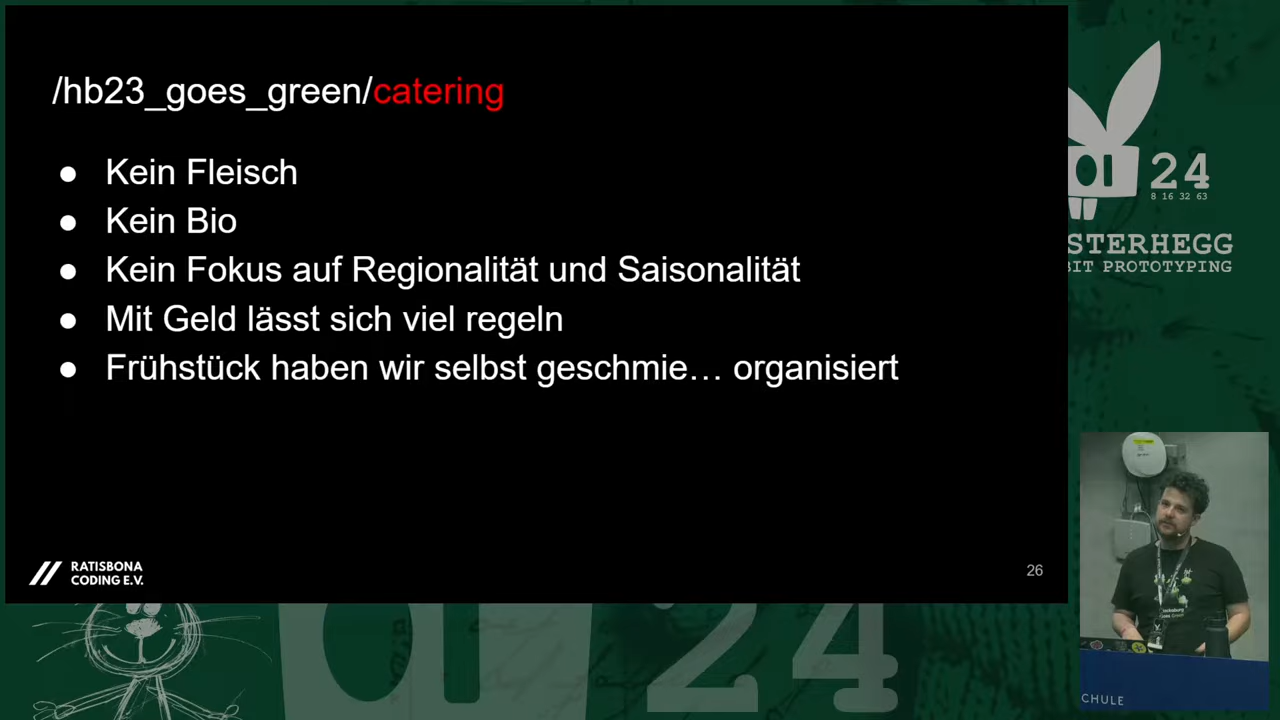 /hb23_goes_green/catering
● Kein Fleisch
● Kein Bio
● Kein Fokus auf Regionalität und Saisonalität
● Mit Geld lässt sich viel regeln
● Frühstück haben wir selbst geschmie… organisiert
RATISBONA
CODING E.V.
26
24
8 16 32 63
STERHEGG
BIT PROTOTYPING
24
CHULE